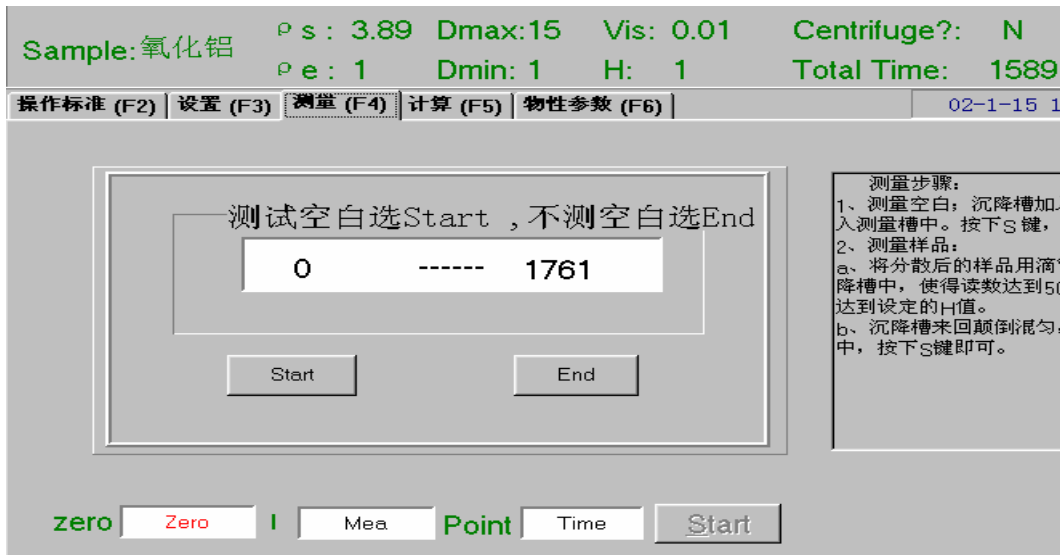 Sample: 氧化铝 ρs: 3.89 Dmax:15 Vis: 0.01 Centrifuge?: N
ρe: 1 Dmin: 1 H: 1 Total Time: 1589
操作标准 (F2) 设置 (F3) 测量 (F4) 计算 (F5) 物性参数 (F6) 02-1-15 1
测试空白选Start ,不测空白选End
0 ------ 1761
Start End
测量步骤:
1、测量空白; 沉降槽加
入测量槽中。按下S键,
2、测量样品:
a、将分散后的样品用滴
降槽中, 使得读数达到50
达到设定的H值。
b、沉降槽来回颠倒混匀,
中, 按下S键即可。
zero Zero I Mea Point Time Start